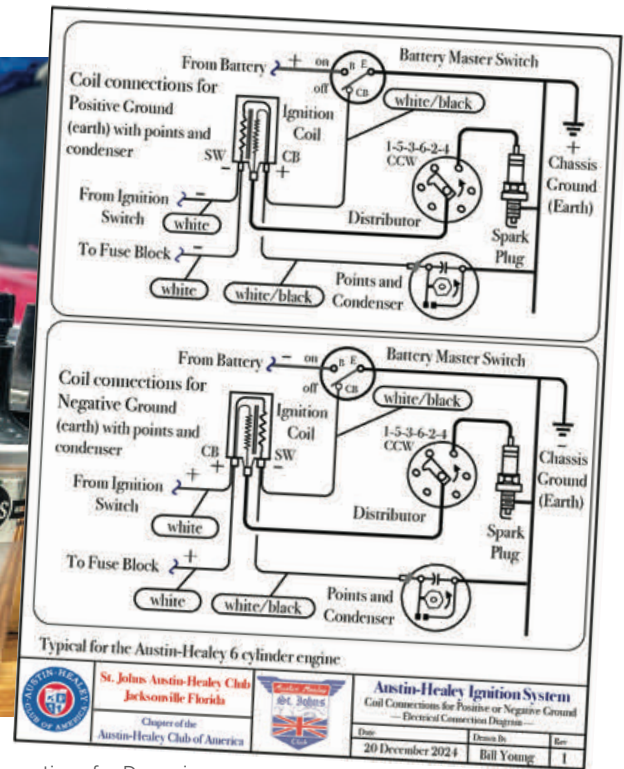 From Battery + on B E Battery Master Switch
off CB
Coil connections for
Positive Ground
(earth) with points and
condenser
white/black
Ignition
Coil
SW
CB
-
+
1-5-3-6-2-4
CCW
+
Chassis
Ground
(Earth)
From Ignition
Switch
-
white
Distributor
Spark
Plug
To Fuse Block -
white
white/black
Points and
Condenser
From Battery - on B E Battery Master Switch
off CB
Coil connections for
Negative Ground
(earth) with points and
condenser
white/black
Ignition
Coil
CB
SW
+
-
1-5-3-6-2-4
CCW
-
Chassis
Ground
(Earth)
From Ignition
Switch
+
white
Distributor
Spark
Plug
To Fuse Block +
white
white/black
Points and
Condenser
Typical for the Austin-Healey 6 cylinder engine
AUSTIN-HEALEY
CLUB OF AMERICA
St. Johns Austin-Healey Club
Jacksonville Florida
Chapter of the
Austin-Healey Club of America
Austin Healey
St. Johns
Club
Austin-Healey Ignition System
Coil Connections for Positive or Negative Ground
— Electrical Connection Diagram —
Date
20 December 2024
Drawn By
Bill Young
Rev
1